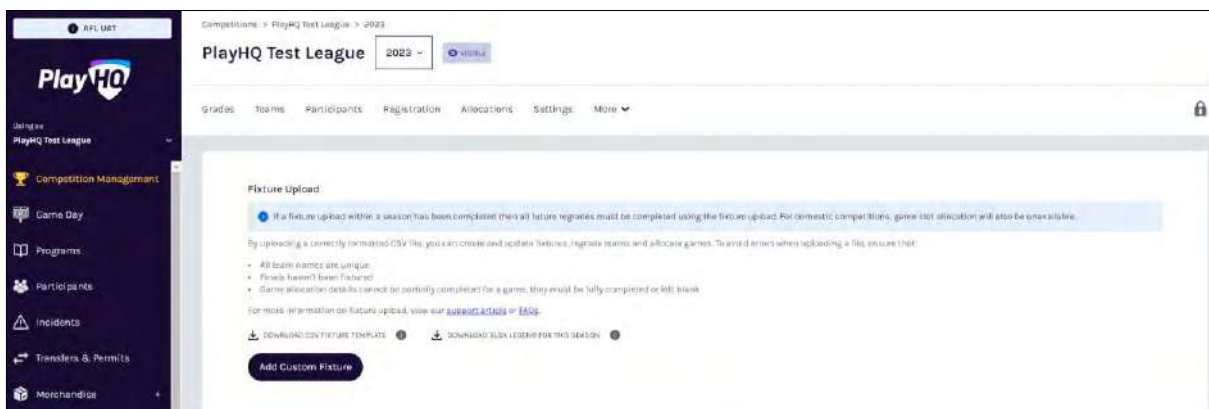 AFL UAT
PlayHQ
Using as
PlayHQ Test League
Competition Management
Game Day
Programs
Participants
Incidents
Transfers & Permits
Merchandise +
Competitions > PlayHQ Test League > 2023
PlayHQ Test League 2023 VISIBLE
Grades Teams Participants Registration Allocations Settings More
Fixture Upload
If a fixture upload within a season has been completed then all future regrades must be completed using the fixture upload. For domestic competitions, game slot allocation will also be unavailable.
By uploading a correctly formatted CSV file, you can create and update fixtures, regrade teams and allocate games. To avoid errors when uploading a file, ensure that:
• All team names are unique
• Finals haven't been fixtured
• Game allocation details cannot be partially completed for a game, they must be fully completed or left blank
For more information on fixture upload, view our support article or FAQs.
DOWNLOAD CSV FIXTURE TEMPLATE DOWNLOAD XLSX LEGEND FOR THIS SEASON
Add Custom Fixture